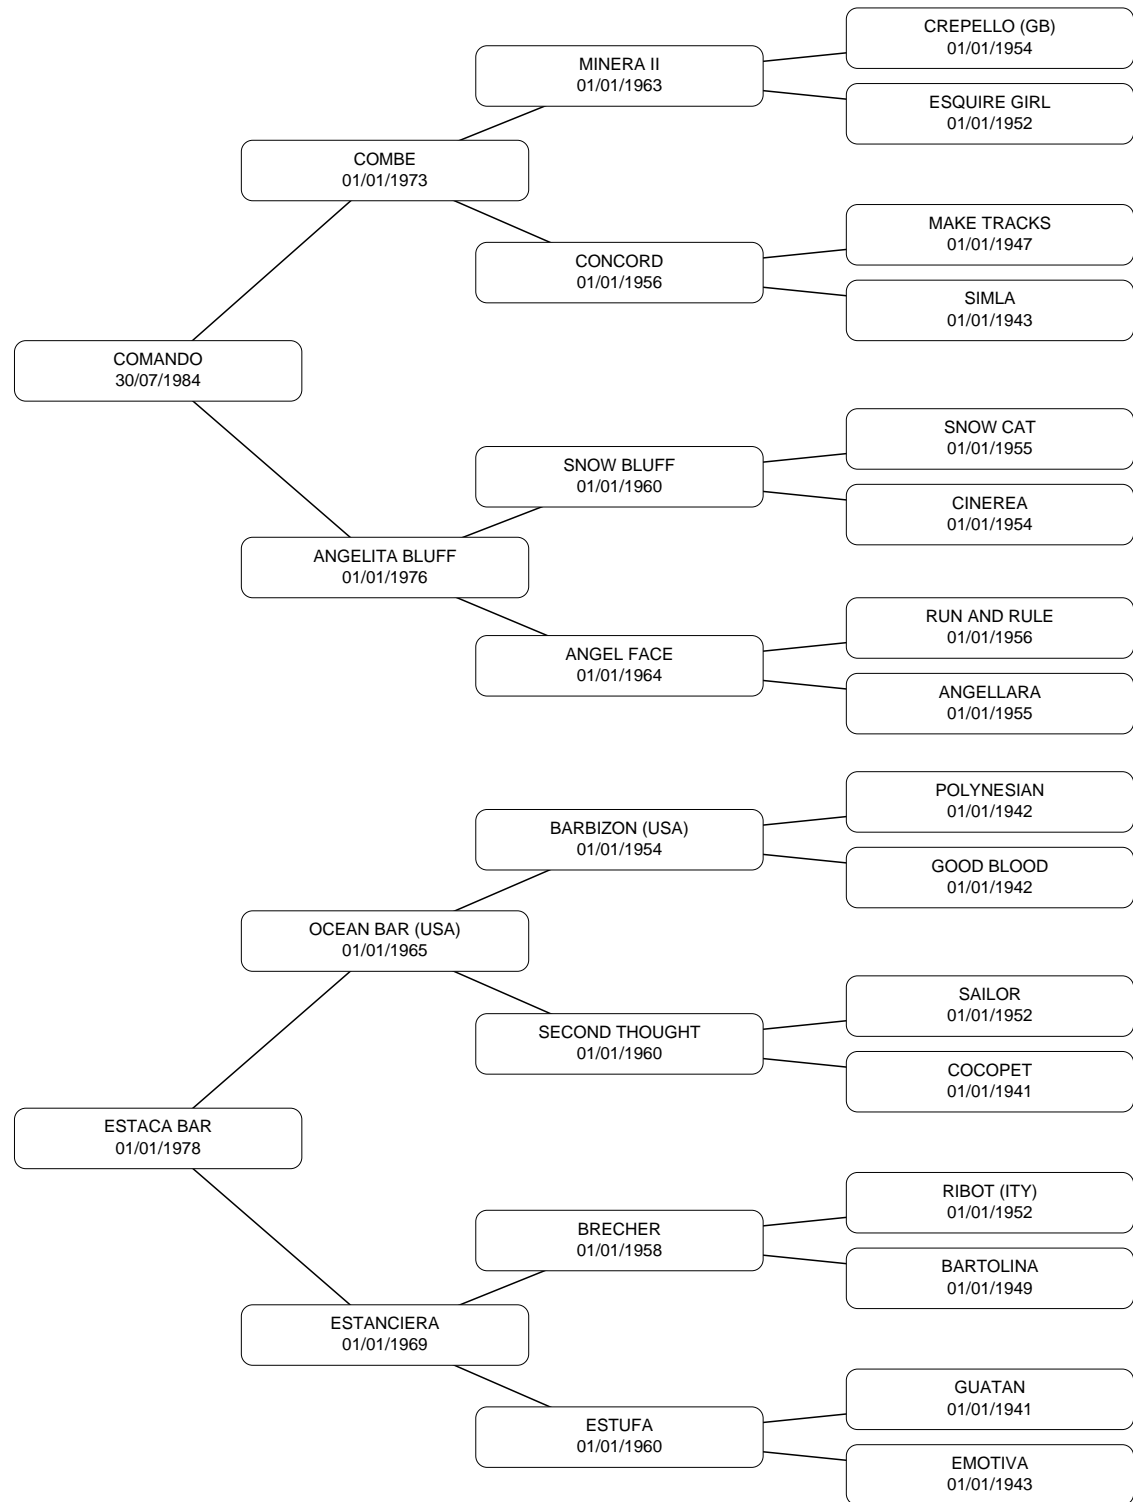 CREPELLO (GB)
01/01/1954
MINERA II
01/01/1963
ESQUIRE GIRL
01/01/1952
COMBE
01/01/1973
MAKE TRACKS
01/01/1947
CONCORD
01/01/1956
SIMLA
01/01/1943
COMANDO
30/07/1984
SNOW CAT
01/01/1955
SNOW BLUFF
01/01/1960
CINEREA
01/01/1954
ANGELITA BLUFF
01/01/1976
RUN AND RULE
01/01/1956
ANGEL FACE
01/01/1964
ANGELLARA
01/01/1955
POLYNESIAN
01/01/1942
BARBIZON (USA)
01/01/1954
GOOD BLOOD
01/01/1942
OCEAN BAR (USA)
01/01/1965
SAILOR
01/01/1952
SECOND THOUGHT
01/01/1960
COCOPET
01/01/1941
ESTACA BAR
01/01/1978
RIBOT (ITY)
01/01/1952
BRECHER
01/01/1958
BARTOLINA
01/01/1949
ESTANCIERA
01/01/1969
GUATAN
01/01/1941
ESTUFA
01/01/1960
EMOTIVA
01/01/1943